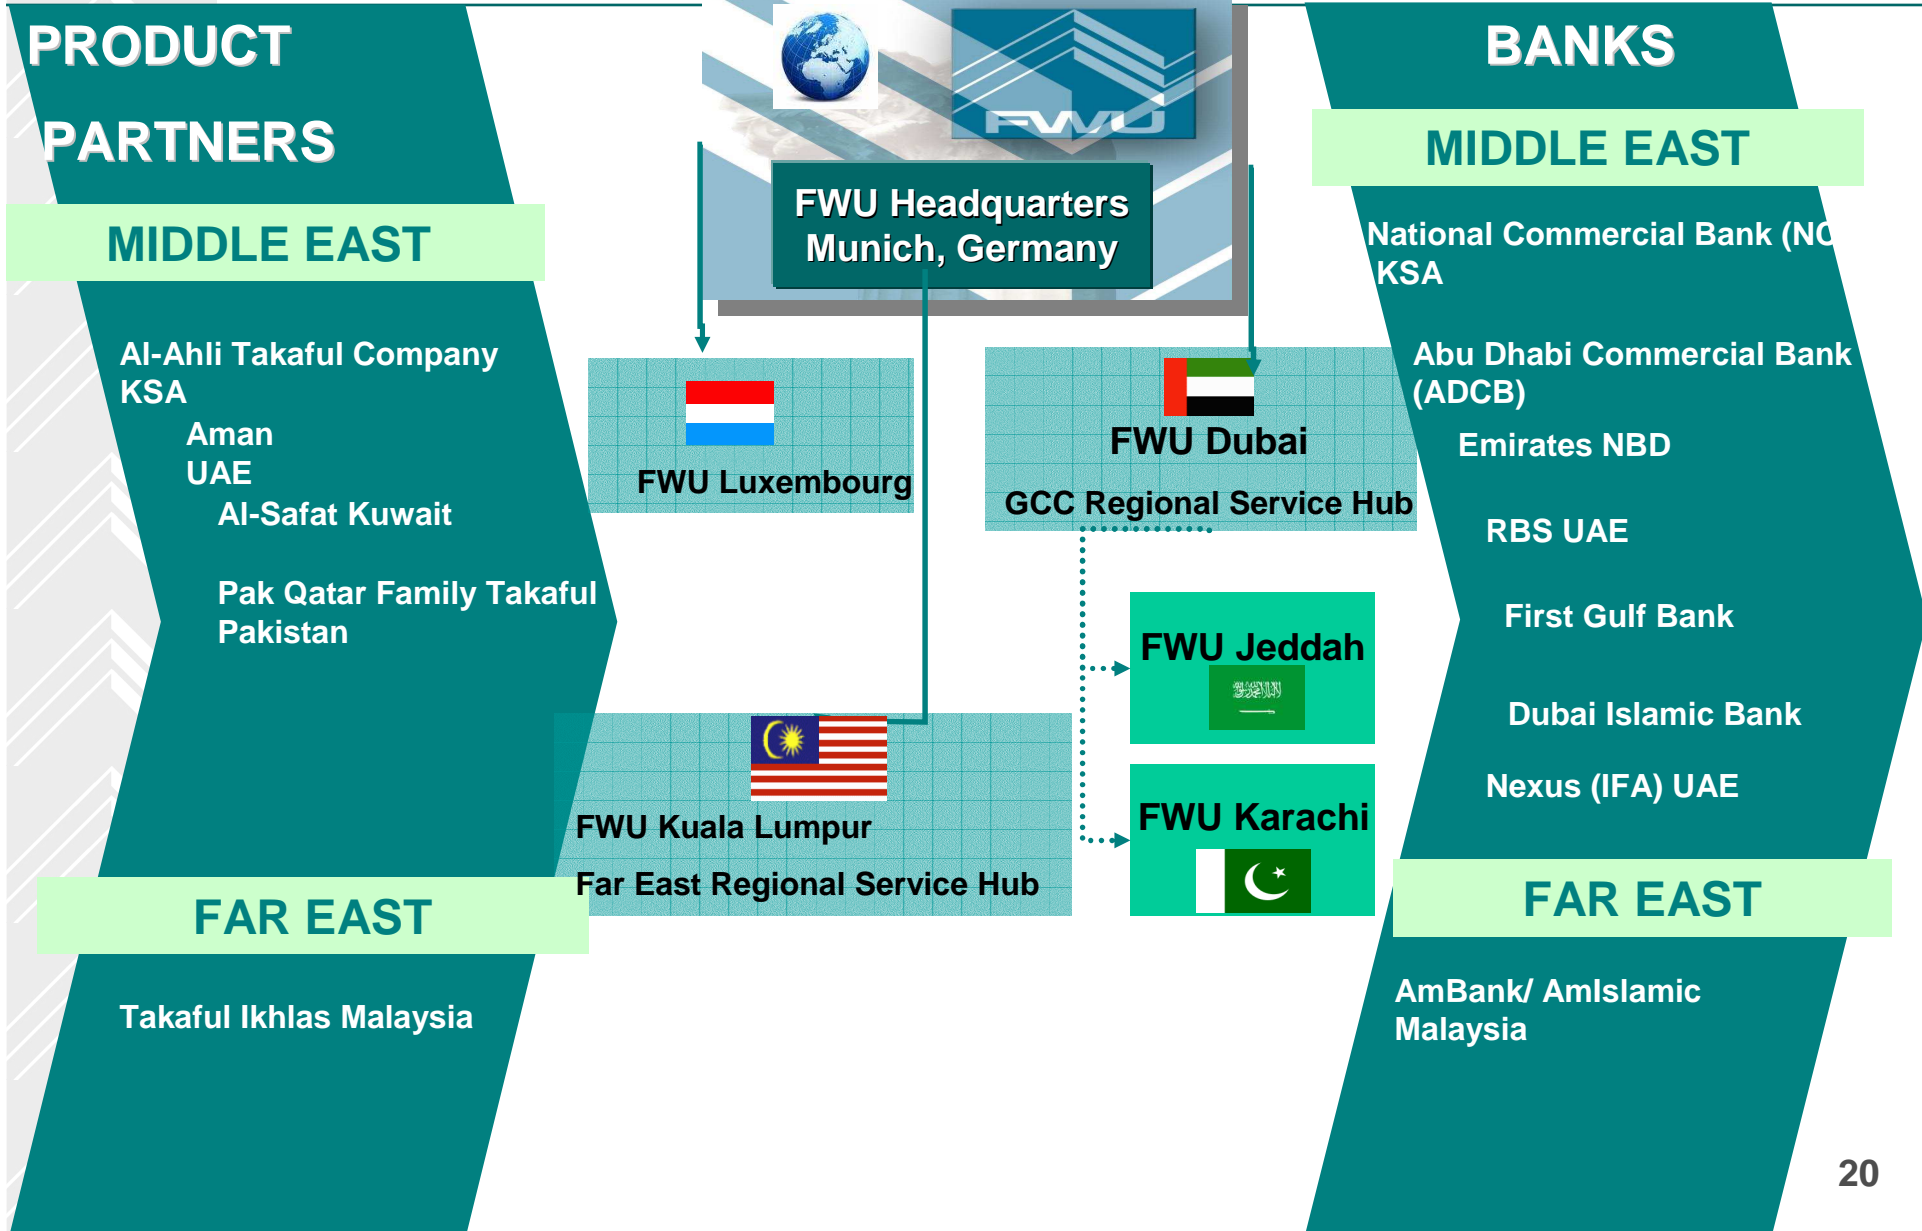 PRODUCT
PARTNERS
MIDDLE EAST
Al-Ahli Takaful Company
KSA
Aman
UAE
Al-Safat Kuwait
Pak Qatar Family Takaful
Pakistan
FAR EAST
Takaful Ikhlas Malaysia
FWU
FWU Headquarters
Munich, Germany
FWU Luxembourg
FWU Dubai
GCC Regional Service Hub
FWU Jeddah
FWU Karachi
FWU Kuala Lumpur
Far East Regional Service Hub
BANKS
MIDDLE EAST
National Commercial Bank (NC
KSA
Abu Dhabi Commercial Bank
(ADCB)
Emirates NBD
RBS UAE
First Gulf Bank
Dubai Islamic Bank
Nexus (IFA) UAE
FAR EAST
AmBank/ AmIslamic
Malaysia
20